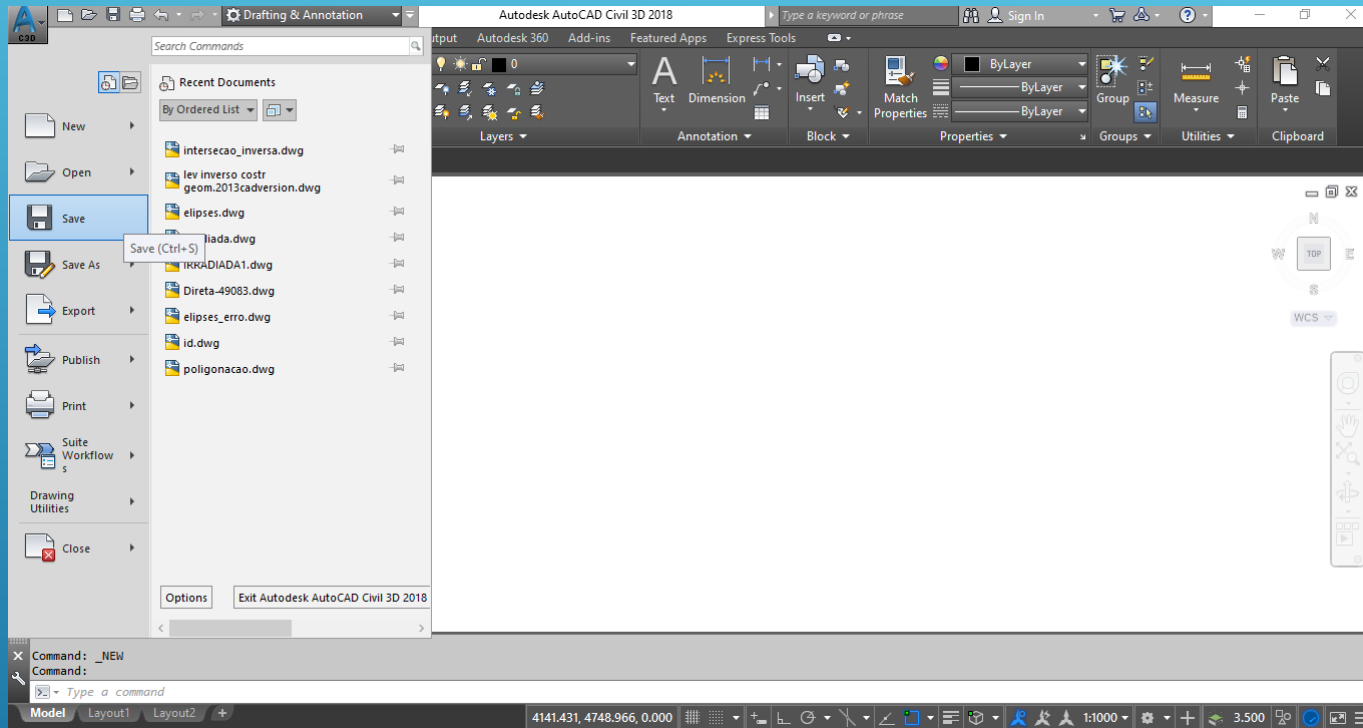 C3D
Drafting & Annotation
Autodesk AutoCAD Civil 3D 2018
Type a keyword or phrase
Sign In
Search Commands
utput Autodesk 360 Add-ins Featured Apps Express Tools
Recent Documents
By Ordered List
0
Text
Dimension
Insert
Match
Properties
ByLayer
ByLayer
ByLayer
Group
Measure
Paste
Layers
Annotation
Block
Properties
Groups
Utilities
Clipboard
New
Open
Save
Save (Ctrl+S)
Save As
Export
Publish
Print
Suite
Workflow
s
Drawing
Utilities
Close
intersecao_inversa.dwg
lev inverso costr
geom.2013cadversion.dwg
elipses.dwg
iada.dwg
IRRADIADA1.dwg
Direta-49083.dwg
elipses_erro.dwg
id.dwg
poligonacao.dwg
Options
Exit Autodesk AutoCAD Civil 3D 2018
N
W
TOP
E
S
WCS
Command: _NEW
Command:
Type a command
Model Layout1 Layout2 +
4141.431, 4748.966, 0.000
1:1000
3.500